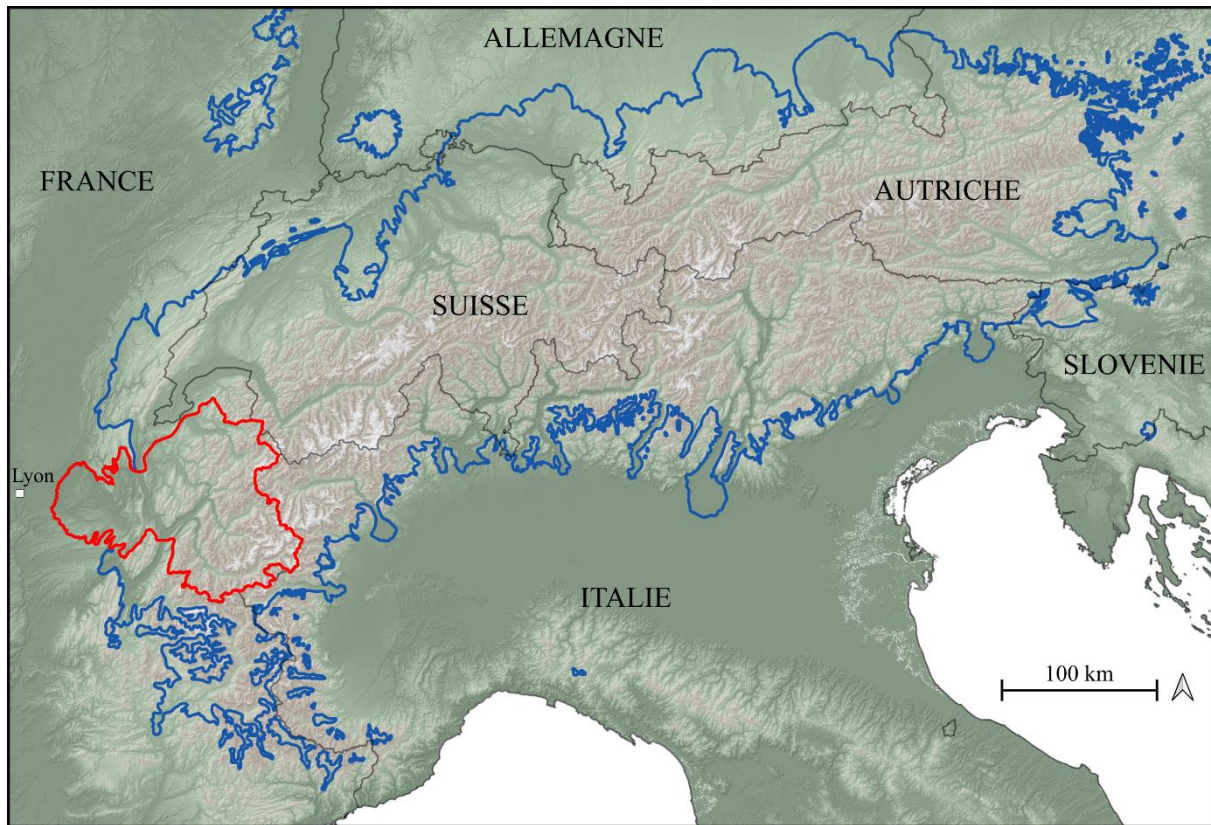 ALLEMAGNE
FRANCE
AUTRICHE
SUISSE
SLOVENIE
Lyon
ITALIE
100 km